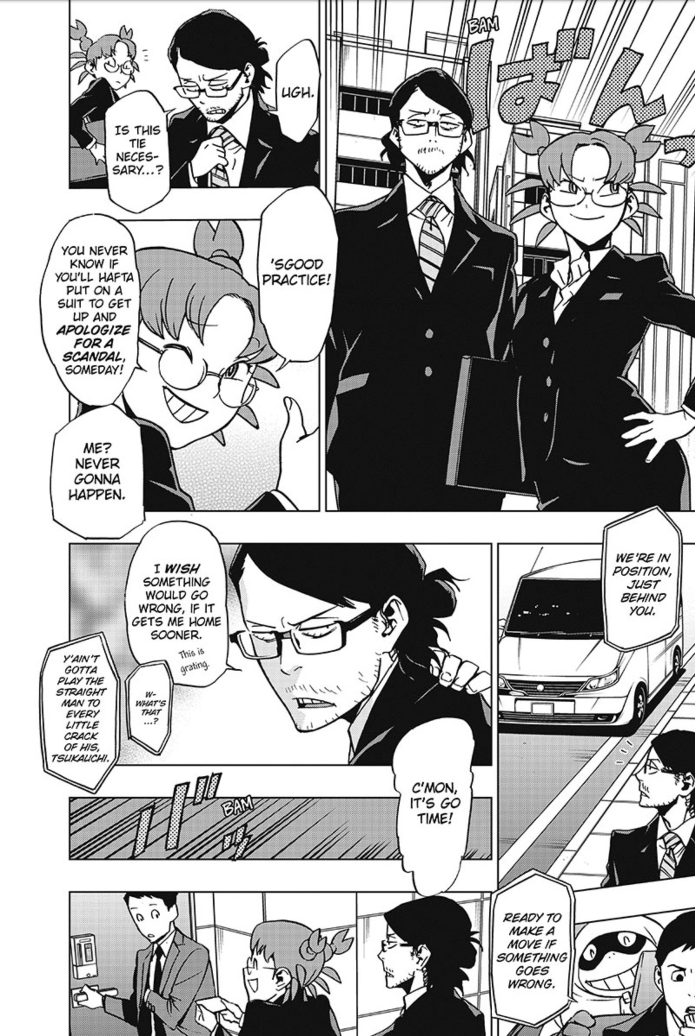 BAM
ばんっ
UGH.
IS THIS
TIE
NECES-
SARY...?
'SGOOD
PRACTICE!
YOU NEVER
KNOW IF
YOU'LL HAFTA
PUT ON A
SUIT TO GET
UP AND
APOLOGIZE
FOR A
SCANDAL,
SOMEDAY!
ME?
NEVER
GONNA
HAPPEN.
WE'RE IN
POSITION,
JUST
BEHIND
YOU.
I WISH
SOMETHING
WOULD GO
WRONG, IF IT
GETS ME HOME
SOONER.
This is
grating.
W-
WHAT'S
THAT
...?
Y'AIN'T
GOTTA
PLAY THE
STRAIGHT
MAN TO
EVERY
LITTLE
CRACK
OF HIS,
TSUKAUCHI.
C'MON,
IT'S GO
TIME!
BAM
READY TO
MAKE A
MOVE IF
SOMETHING
GOES
WRONG.